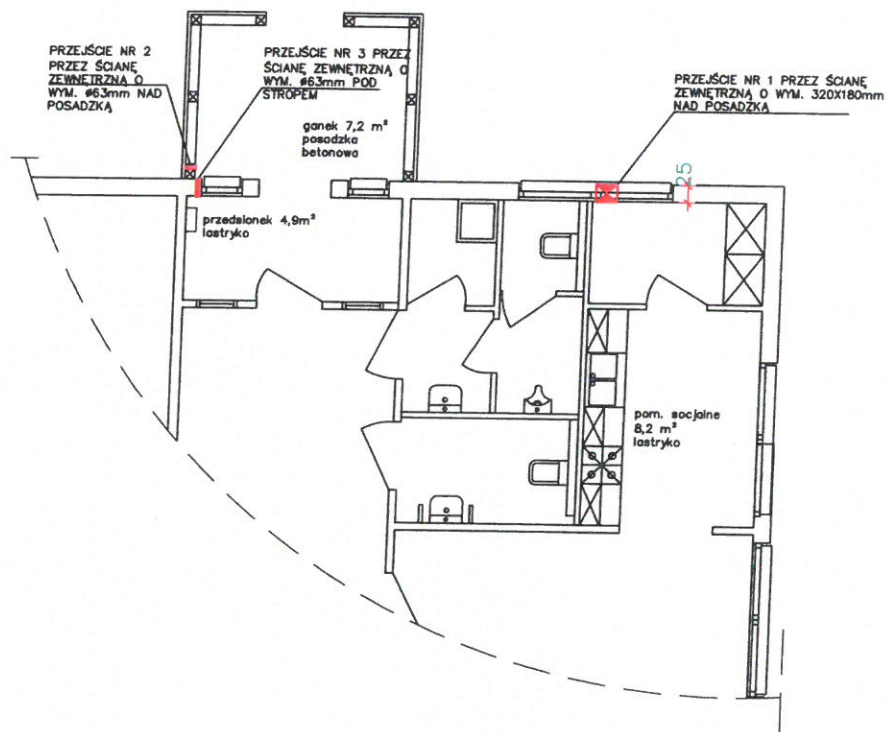 PRZEJŚCIE NR 2
PRZEZ ŚCIANĘ
ZEWNĘTRZNĄ O
WYM. ø63mm NAD
POSADZKĄ
PRZEJŚCIE NR 3 PRZEZ
ŚCIANĘ ZEWNĘTRZNĄ O
WYM. ø63mm POD
STROPEM
PRZEJŚCIE NR 1 PRZEZ ŚCIANĘ
ZEWNĘTRZNĄ O WYM. 320X180mm
NAD POSADZKĄ
ganek 7,2 m²
posadzka
betonowa
25
przedsionek 4,9m²
lastryko
pom. socjalne
8,2 m²
lastryko